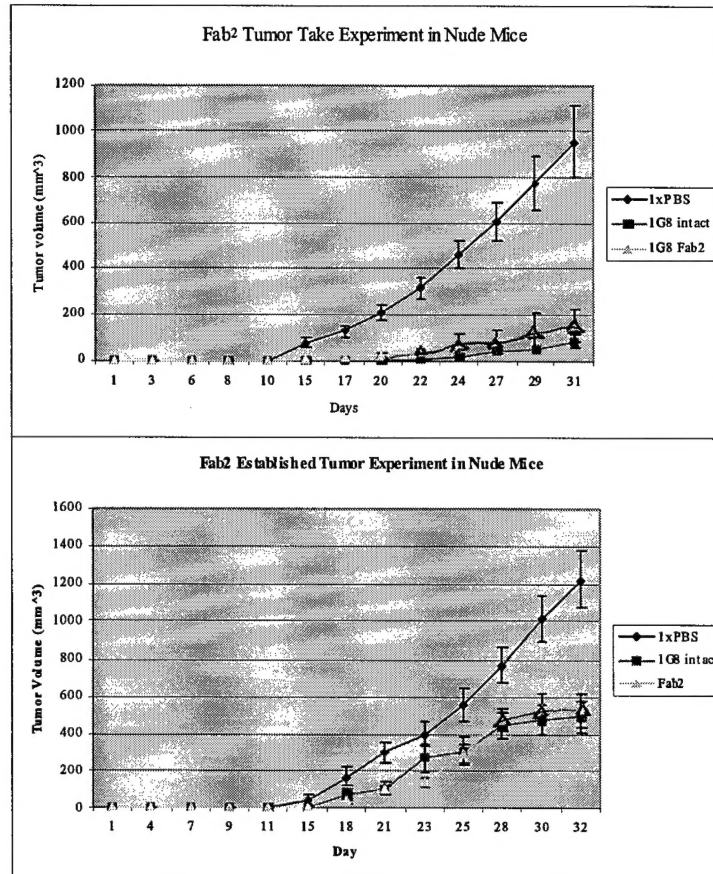 Fab2 Tumor Take Experiment in Nude Mice
1200
1000
800
600
400
200
0
Tumor volume (mm^3)
1 3 6 8 10 15 17 20 22 24 27 29 31
Days
1xPBS
1G8 intact
1G8 Fab2
Fab2 Established Tumor Experiment in Nude Mice
1600
1400
1200
1000
800
600
400
200
0
Tumor Volume (mm^3)
1 4 7 9 11 15 18 21 23 25 28 30 32
Day
1xPBS
1G8 intact
Fab2